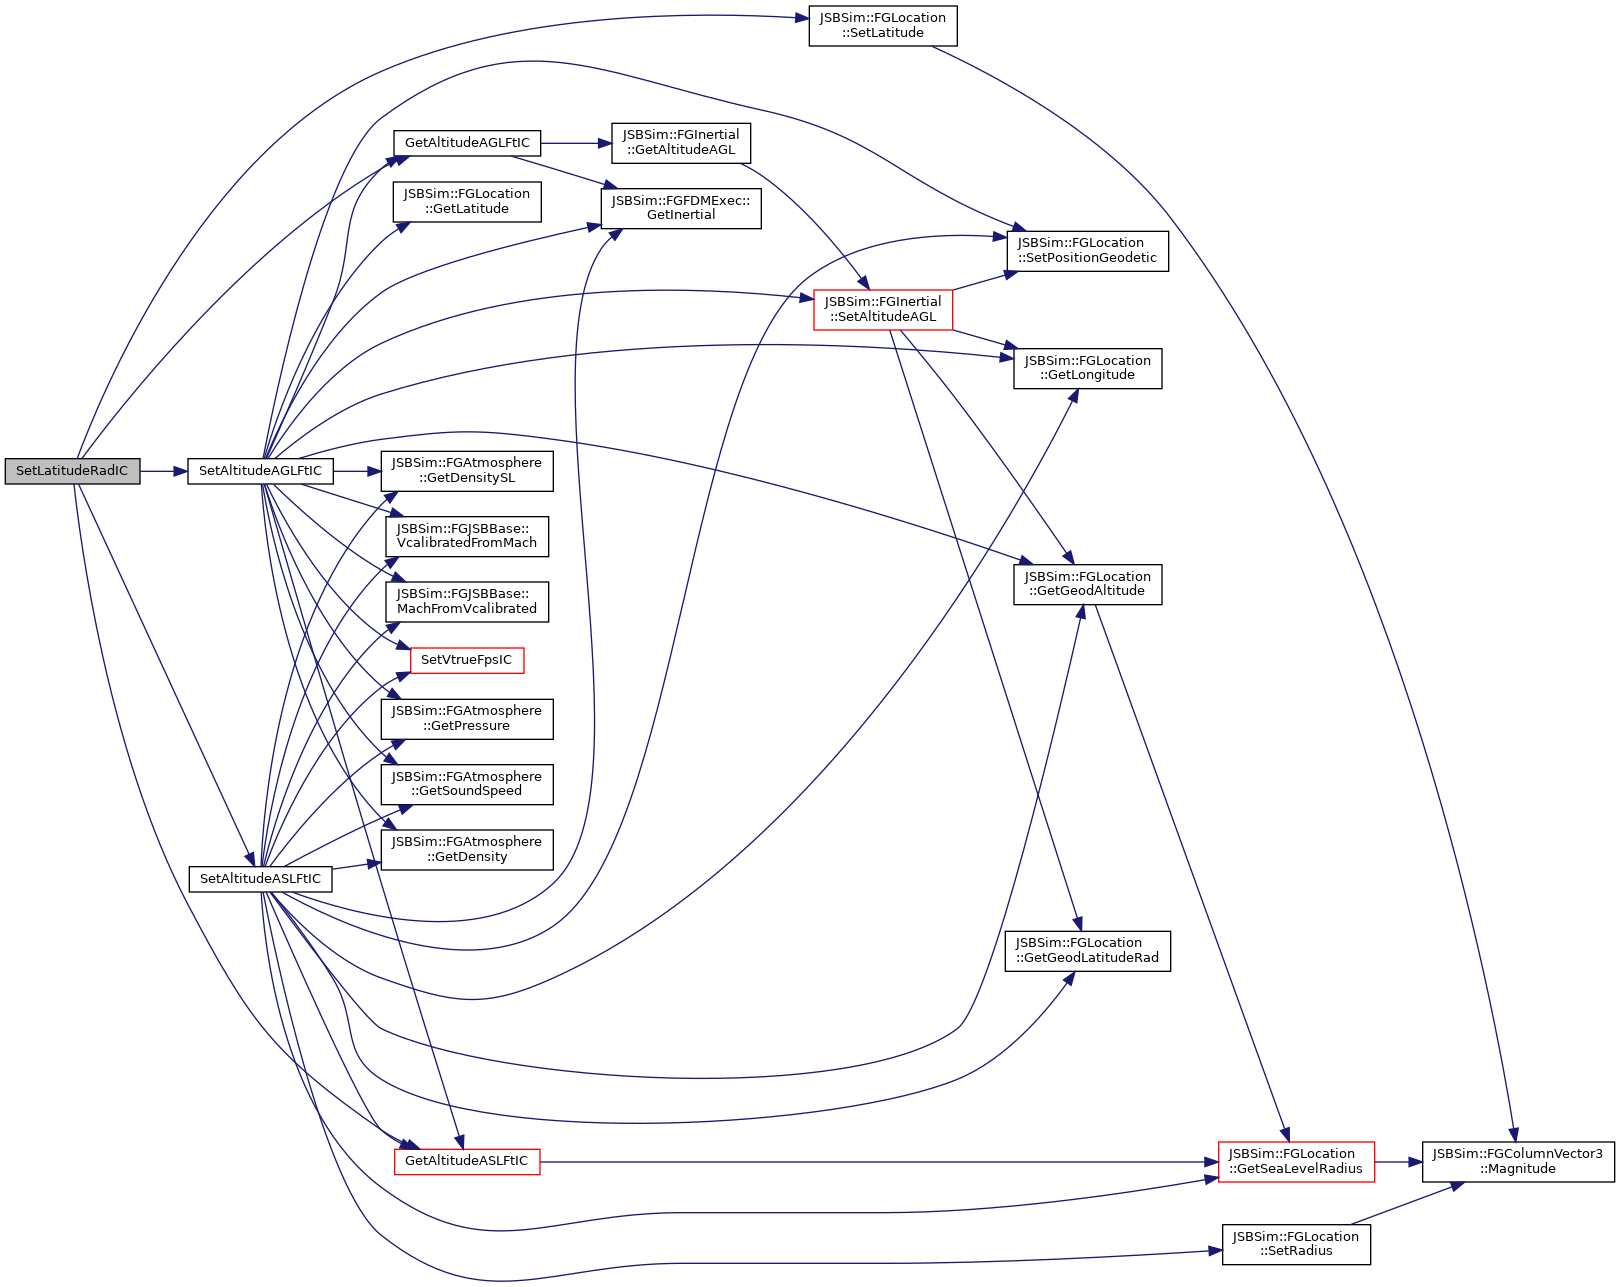 JSBSim::FGLocation
::SetLatitude
GetAltitudeAGLFtIC
JSBSim::FGInertial
::GetAltitudeAGL
JSBSim::FGLocation
::GetLatitude
JSBSim::FGFDMExec::
GetInertial
JSBSim::FGLocation
::SetPositionGeodetic
JSBSim::FGInertial
::SetAltitudeAGL
JSBSim::FGLocation
::GetLongitude
SetLatitudeRadIC
SetAltitudeAGLFtIC
JSBSim::FGAtmosphere
::GetDensitySL
JSBSim::FGJSBBase::
VcalibratedFromMach
JSBSim::FGLocation
::GetGeodAltitude
JSBSim::FGJSBBase::
MachFromVcalibrated
SetVtrueFpsIC
JSBSim::FGAtmosphere
::GetPressure
JSBSim::FGAtmosphere
::GetSoundSpeed
JSBSim::FGAtmosphere
::GetDensity
SetAltitudeASLFtIC
JSBSim::FGLocation
::GetGeodLatitudeRad
GetAltitudeASLFtIC
JSBSim::FGLocation
::GetSeaLevelRadius
JSBSim::FGColumnVector3
::Magnitude
JSBSim::FGLocation
::SetRadius